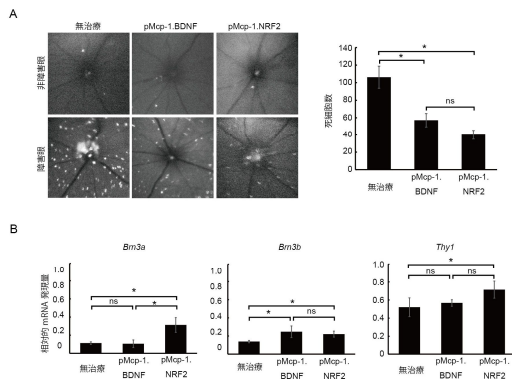 A
無治療
pMcp-1.BDNF
pMcp-1.NRF2
非障害眼
障害眼
死細胞数
120
100
80
60
40
20
0
*
*
ns
無治療
pMcp-1.
BDNF
pMcp-1.
NRF2
B
相対的 mRNA 発現量
Brn3a
1.0
0.8
0.6
0.4
0.2
0
*
ns
*
無治療
pMcp-1.
BDNF
pMcp-1.
NRF2
Brn3b
1.0
0.8
0.6
0.4
0.2
0
*
*
ns
無治療
pMcp-1.
BDNF
pMcp-1.
NRF2
Thy1
1.0
0.8
0.6
0.4
0.2
0
*
ns
ns
無治療
pMcp-1.
BDNF
pMcp-1.
NRF2